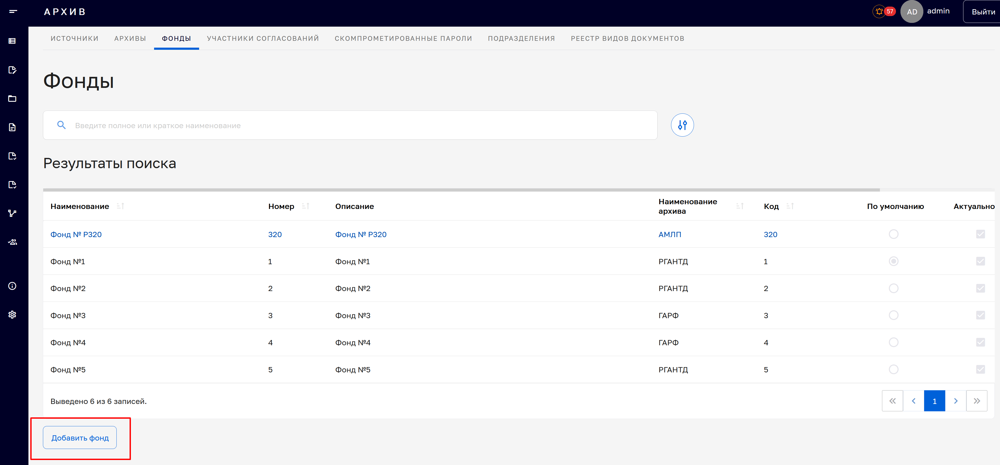 АРХИВ
57
AD
admin
Выйти
ИСТОЧНИКИ АРХИВЫ ФОНДЫ УЧАСТНИКИ СОГЛАСОВАНИЙ СКОМПРОМЕТИРОВАННЫЕ ПАРОЛИ ПОДРАЗДЕЛЕНИЯ РЕЕСТР ВИДОВ ДОКУМЕНТОВ
Фонды
Введите полное или краткое наименование
Результаты поиска
Наименование Номер Описание Наименование архива Код По умолчанию Актуально
Фонд № Р320 320 Фонд № Р320 АМЛП 320
Фонд №1 1 Фонд №1 РГАНТД 1
Фонд №2 2 Фонд №2 РГАНТД 2
Фонд №3 3 Фонд №3 ГАРФ 3
Фонд №4 4 Фонд №4 ГАРФ 4
Фонд №5 5 Фонд №5 РГАНТД 5
Выведено 6 из 6 записей.
1
Добавить фонд